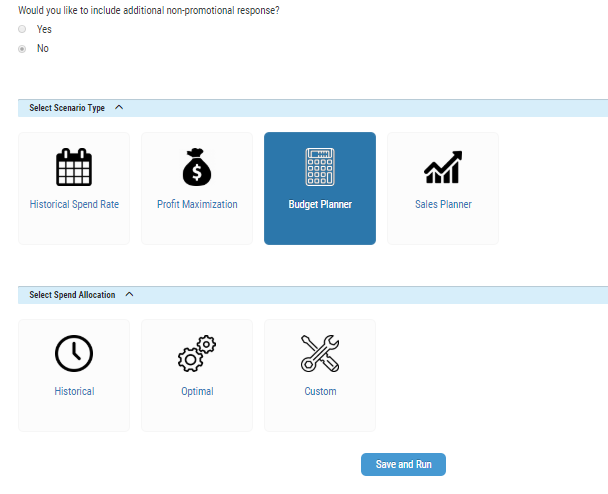 Would you like to include additional non-promotional response?
Yes
No
Select Scenario Type
Historical Spend Rate
Profit Maximization
Budget Planner
Sales Planner
Select Spend Allocation
Historical
Optimal
Custom
Save and Run